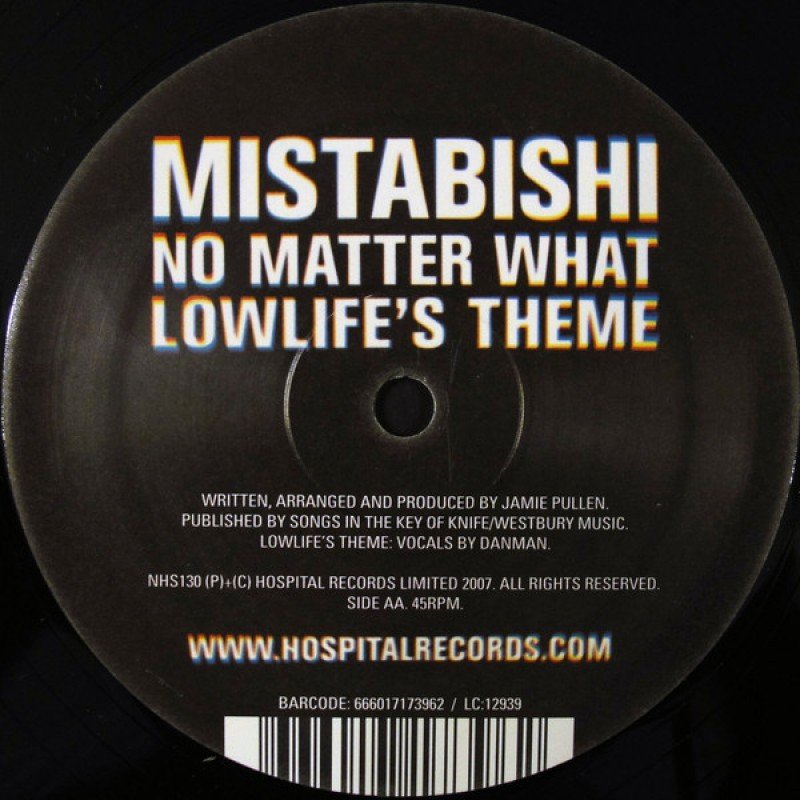 MISTABISHI
NO MATTER WHAT
LOWLIFE'S THEME
WRITTEN, ARRANGED AND PRODUCED BY JAMIE PULLEN.
PUBLISHED BY SONGS IN THE KEY OF KNIFE/WESTBURY MUSIC.
LOWLIFE'S THEME: VOCALS BY DANMAN.
NHS130 (P)+(C) HOSPITAL RECORDS LIMITED 2007. ALL RIGHTS RESERVED.
SIDE AA. 45RPM.
WWW.HOSPITALRECORDS.COM
BARCODE: 666017173962 / LC:12939